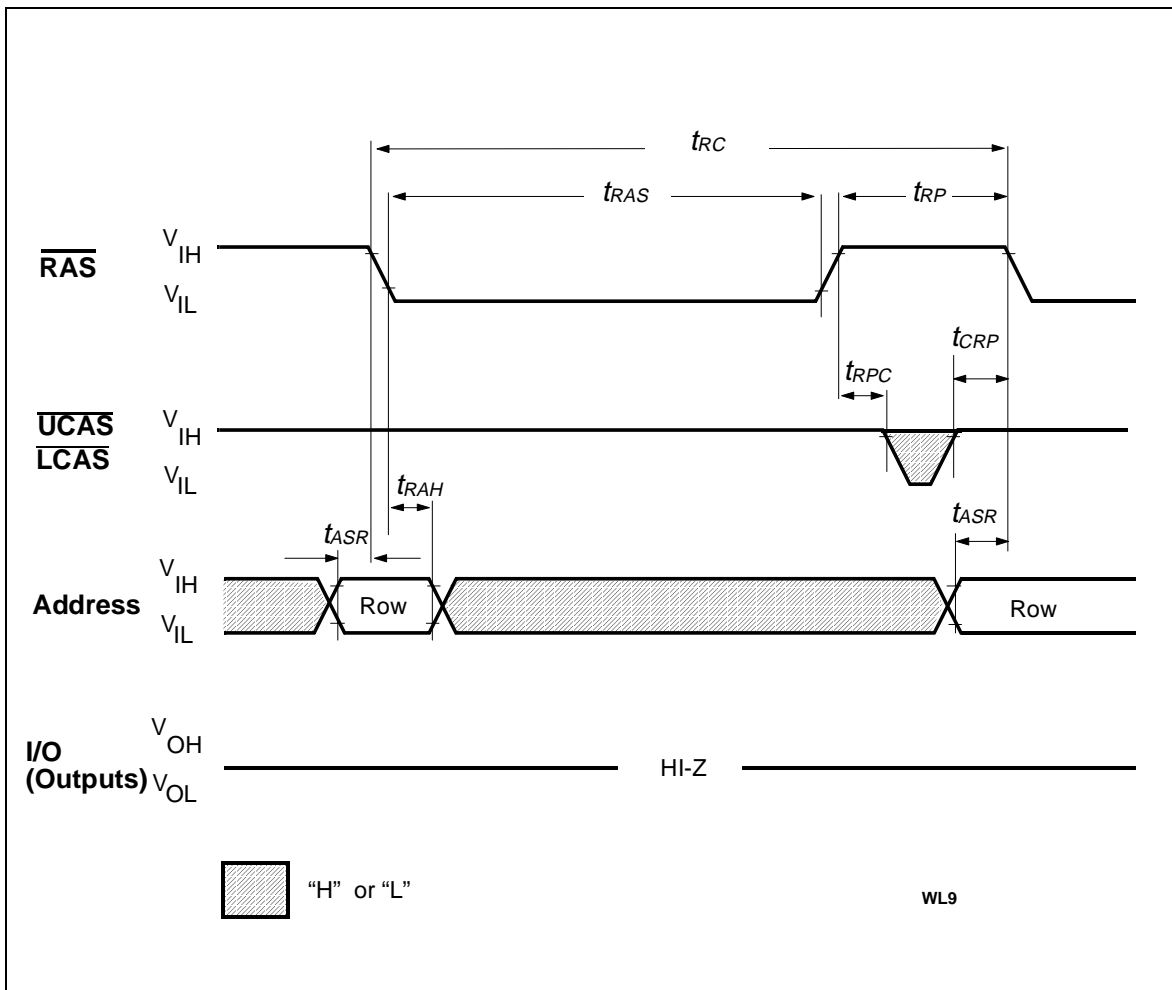 tRC
tRAS
tRP
RAS
VIH
VIL
tCRP
tRPC
UCAS
LCAS
VIH
VIL
tRAH
tASR
tASR
Address
VIH
VIL
Row
Row
I/O
(Outputs)
VOH
VOL
HI-Z
“H” or “L”
WL9